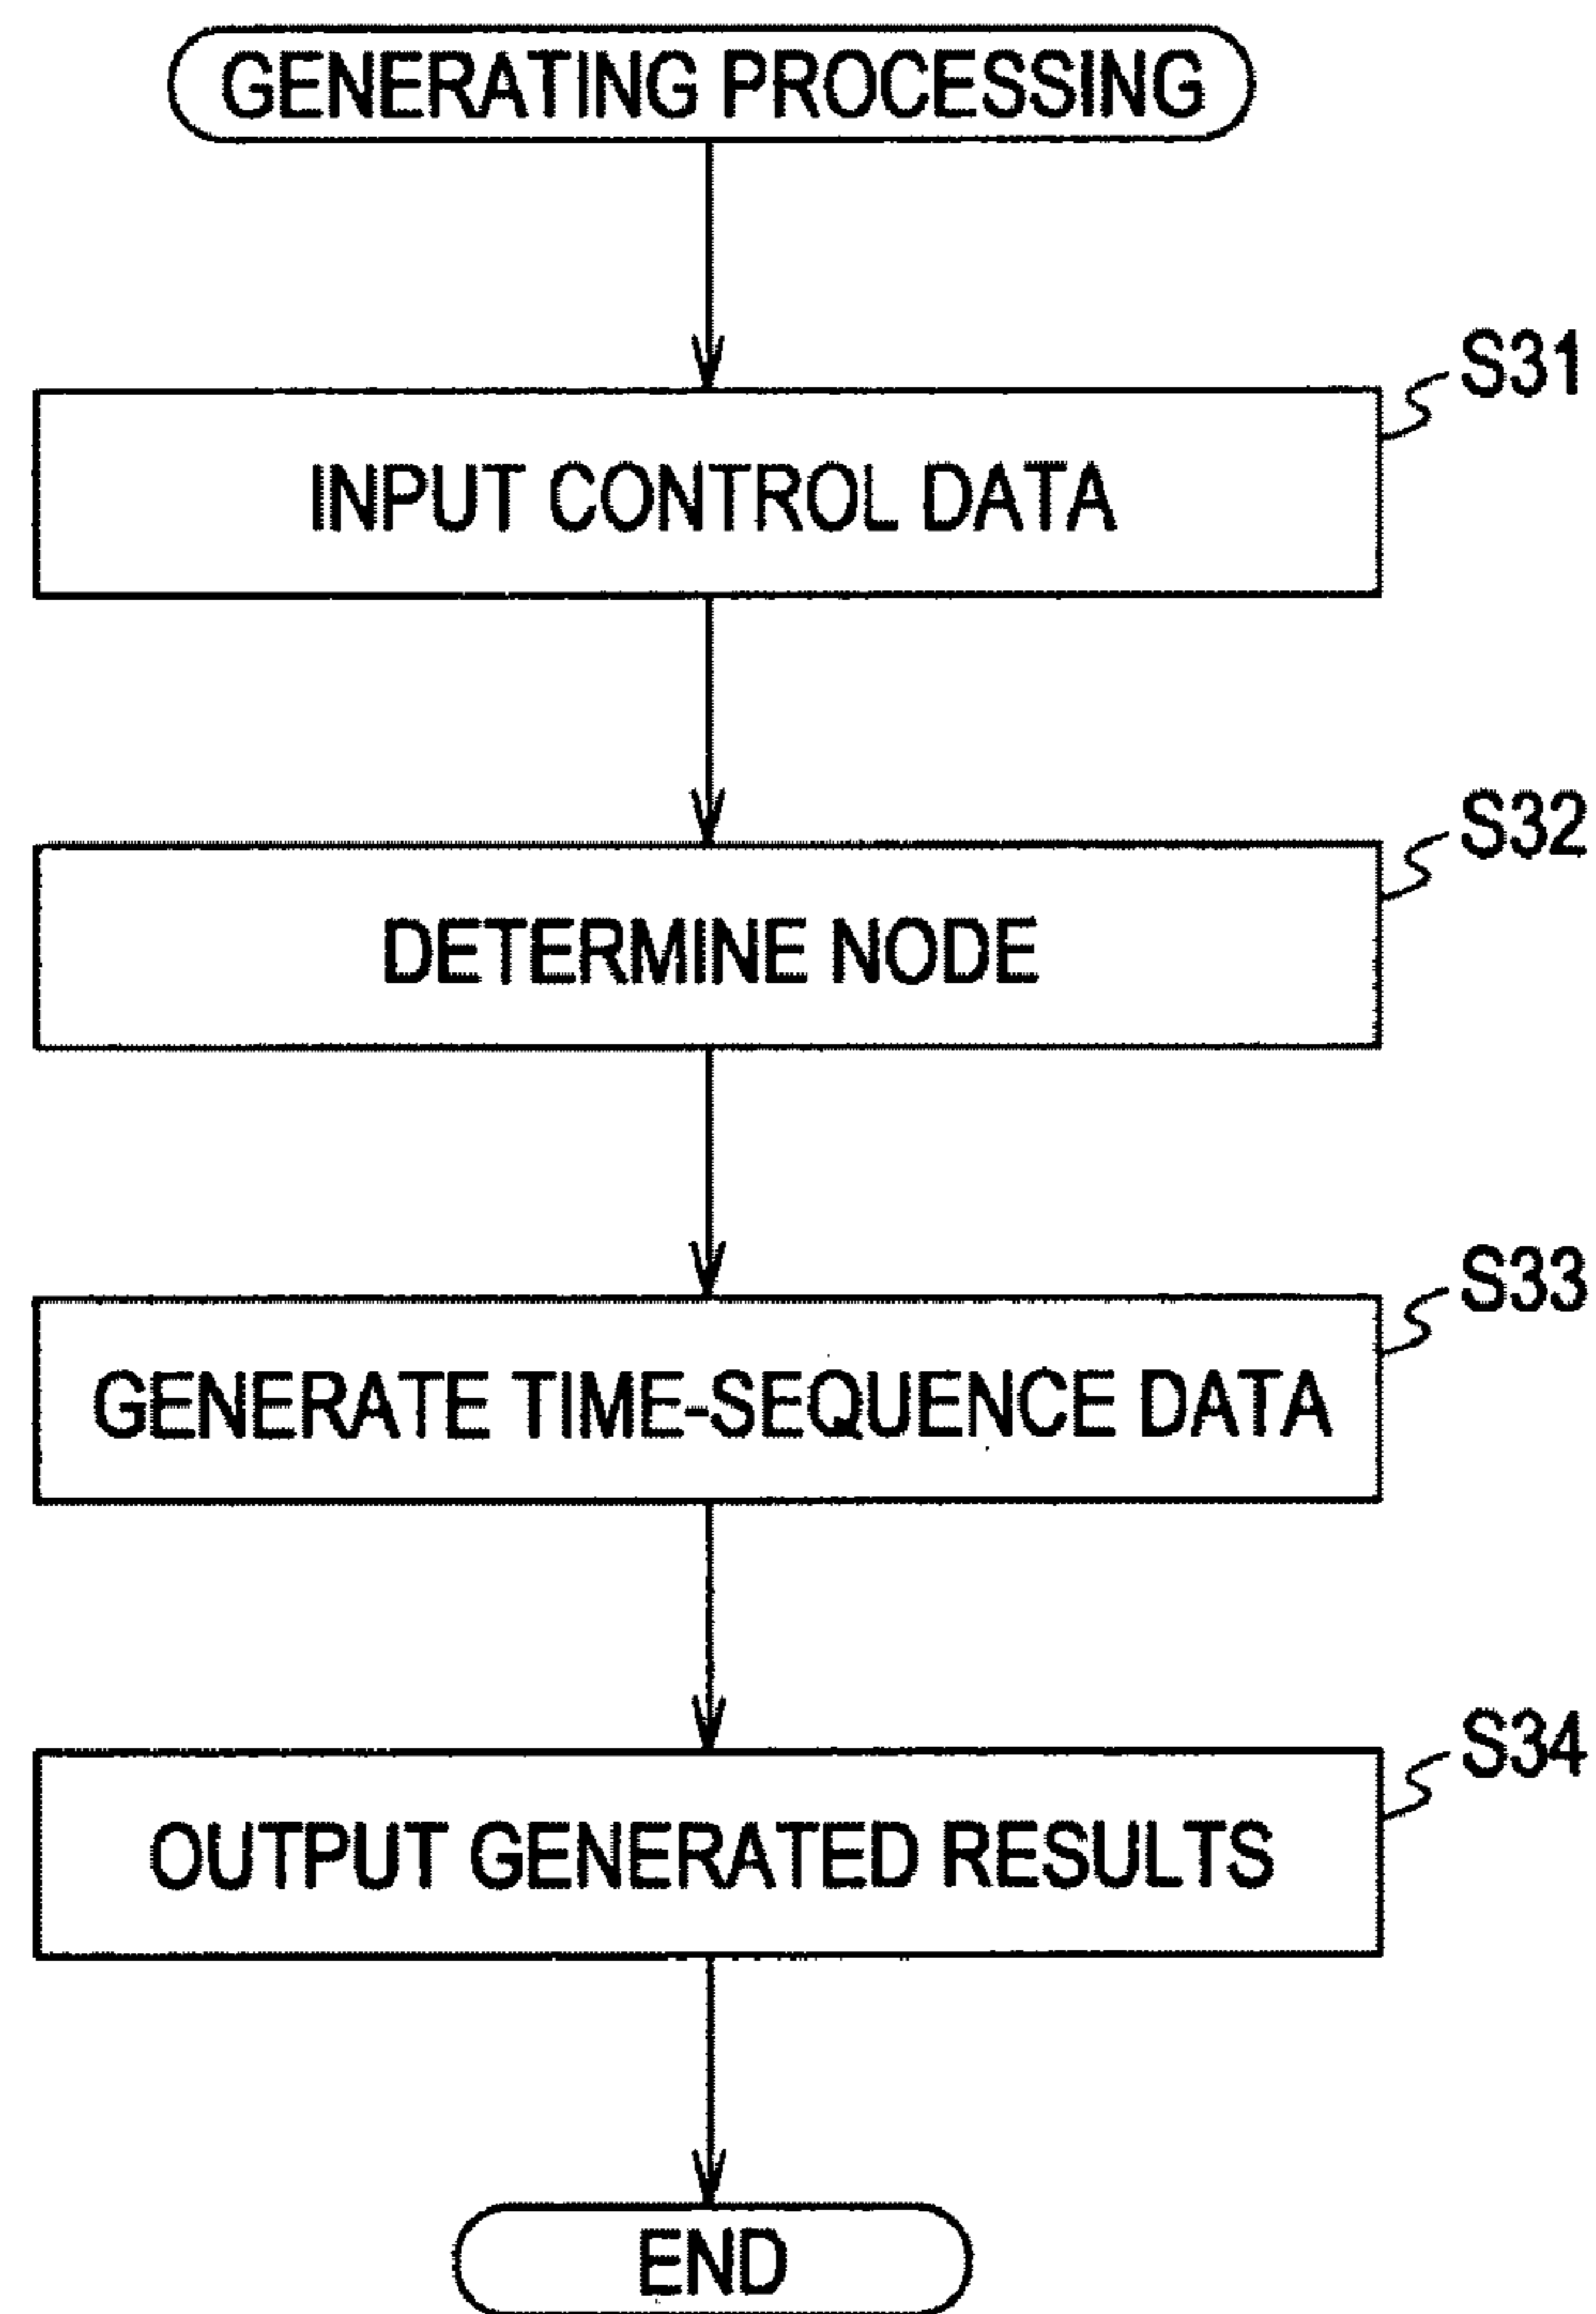 GENERATING PROCESSING
S31
INPUT CONTROL DATA
S32
DETERMINE NODE
S33
GENERATE TIME-SEQUENCE DATA
S34
OUTPUT GENERATED RESULTS
END